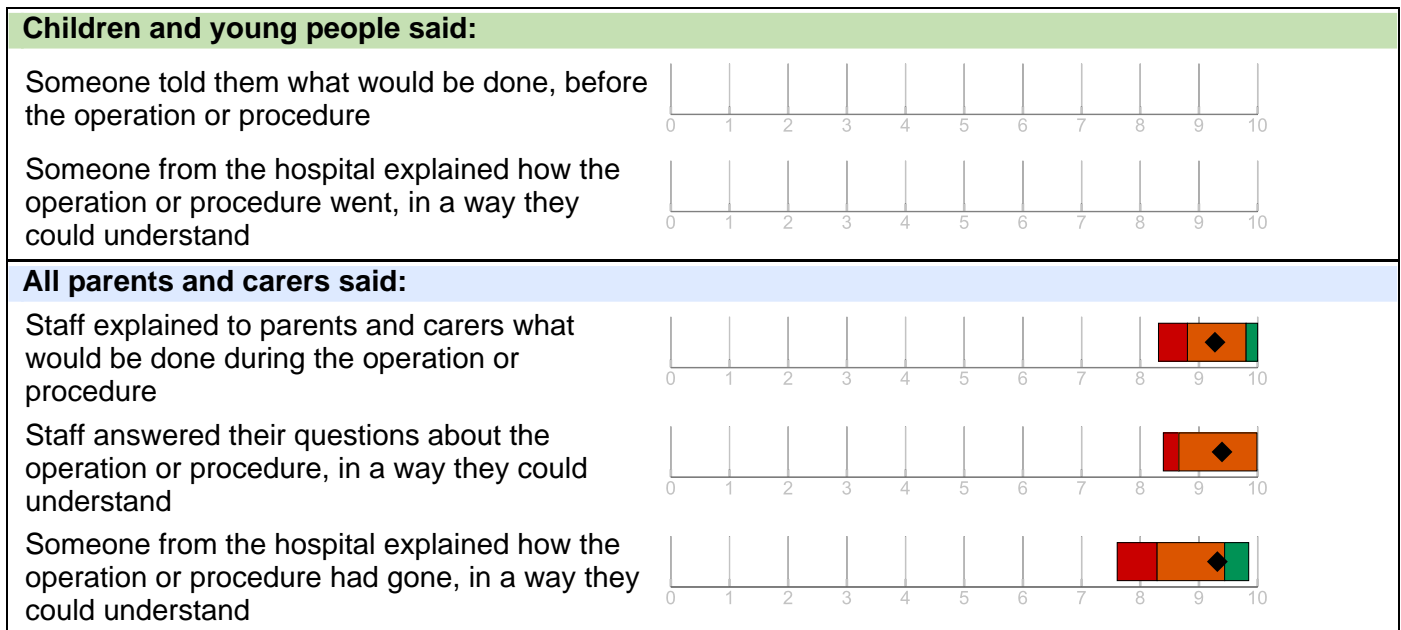 Children and young people said:
Someone told them what would be done, before
the operation or procedure
0 1 2 3 4 5 6 7 8 9 10
Someone from the hospital explained how the
operation or procedure went, in a way they
could understand
0 1 2 3 4 5 6 7 8 9 10
All parents and carers said:
Staff explained to parents and carers what
would be done during the operation or
procedure
0 1 2 3 4 5 6 7 8 9 10
Staff answered their questions about the
operation or procedure, in a way they could
understand
0 1 2 3 4 5 6 7 8 9 10
Someone from the hospital explained how the
operation or procedure had gone, in a way they
could understand
0 1 2 3 4 5 6 7 8 9 10